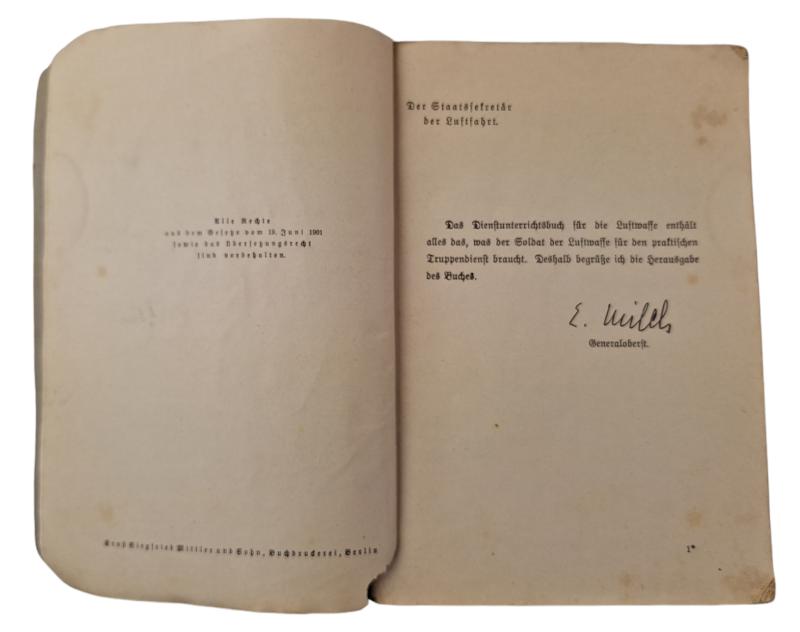 Alle Rechte
aus dem Gesetze vom 19. Juni 1901
sowie das Übersetzungsrecht
sind vorbehalten.
Ernst Siegfried Mittler und Sohn, Buchdruckerei, Berlin
Der Staatssekretär
der Luftfahrt.
Das Dienstunterrichtsbuch für die Luftwaffe enthält
alles das, was der Soldat der Luftwaffe für den praktischen
Truppendienst braucht. Deshalb begrüße ich die Herausgabe
des Buches.
E. Milch
Generaloberst.
1*